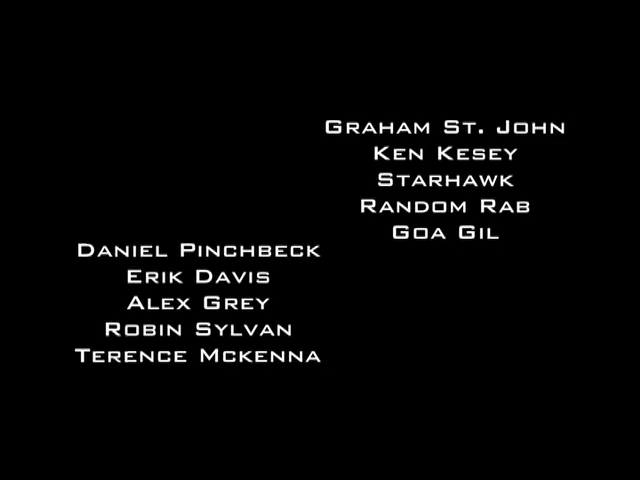 Graham St. John
Ken Kesey
Starhawk
Random Rab
Goa Gil
Daniel Pinchbeck
Erik Davis
Alex Grey
Robin Sylvan
Terence Mckenna